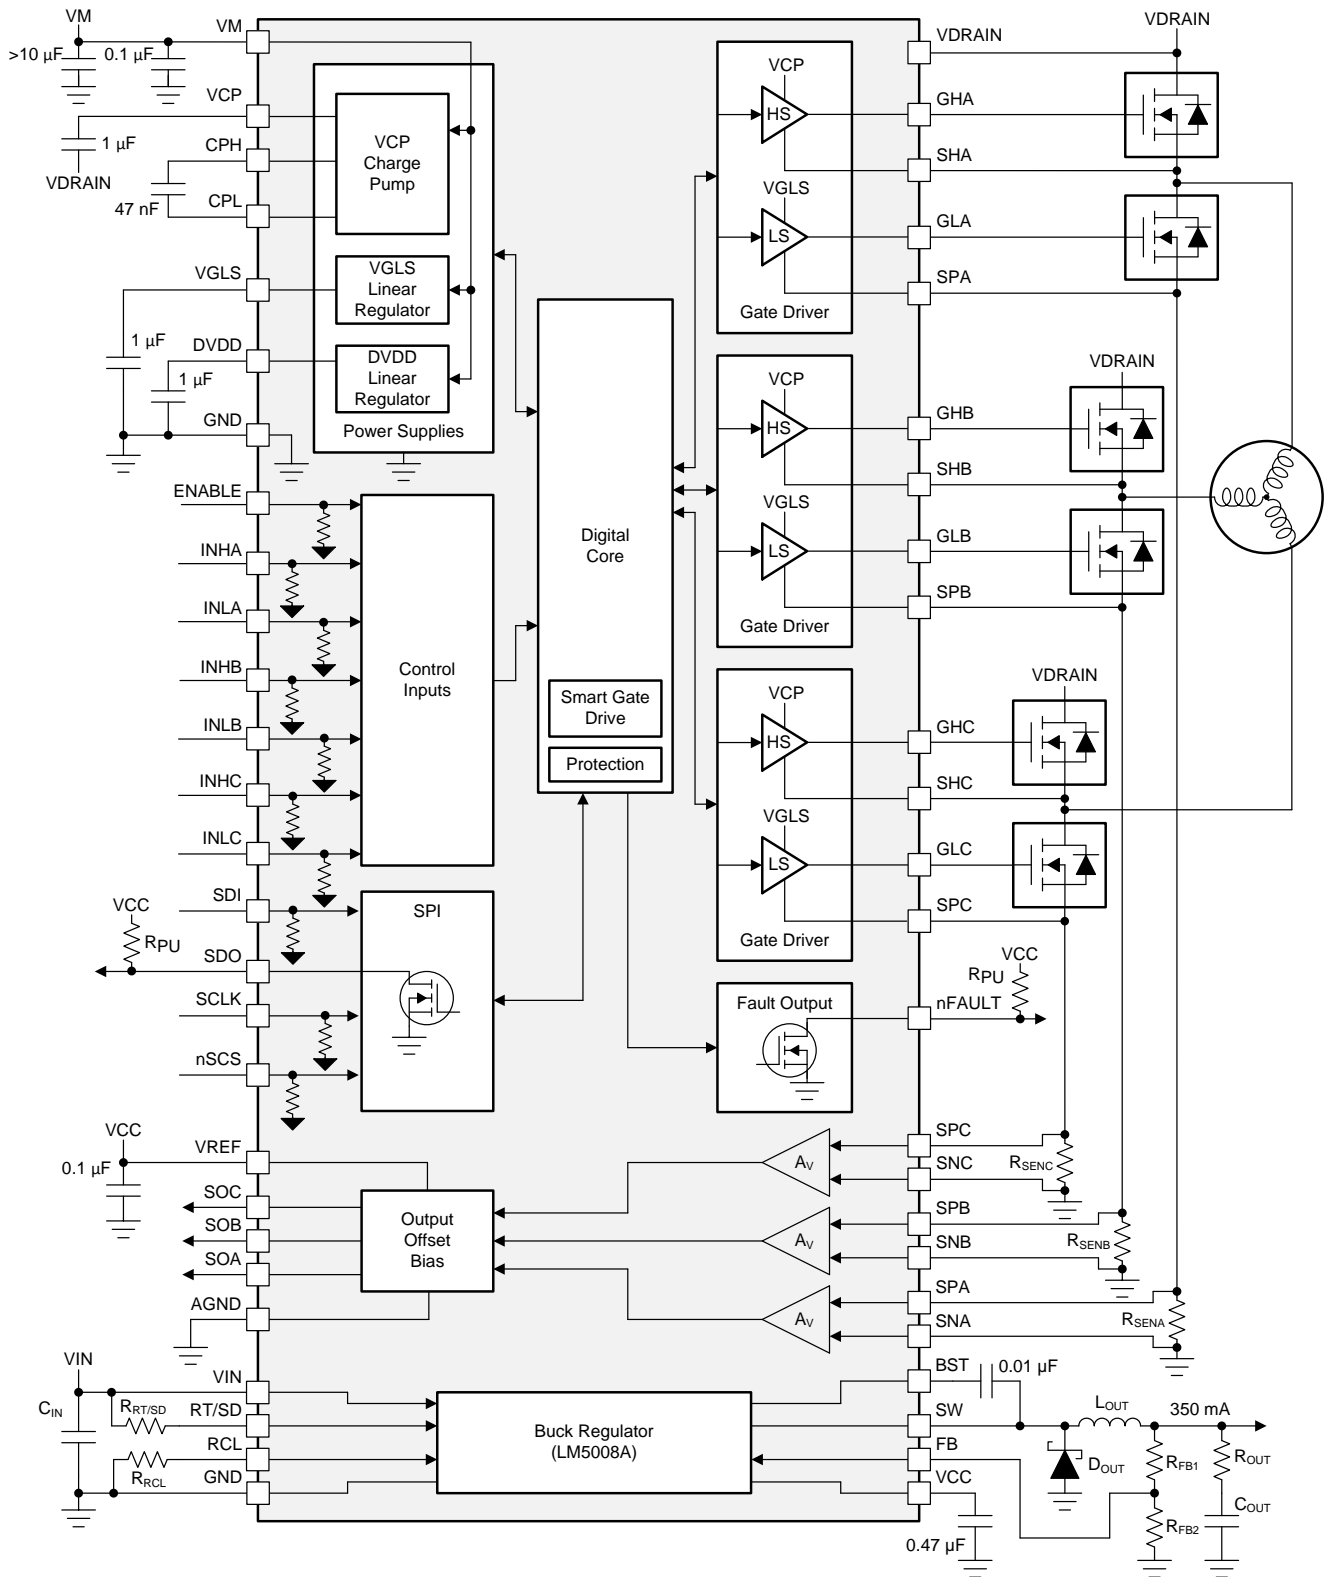 VM
>10 µF
0.1 µF
VM
VCP
1 µF
VDRAIN
CPH
47 nF
CPL
VGLS
1 µF
DVDD
1 µF
GND
VCP
Charge
Pump
VGLS
Linear
Regulator
DVDD
Linear
Regulator
Power Supplies
ENABLE
INHA
INLA
INHB
INLB
INHC
INLC
Control
Inputs
SDI
VCC
RPU
SDO
SCLK
nSCS
SPI
Digital
Core
Smart Gate
Drive
Protection
VCP
HS
VGLS
LS
Gate Driver
VCP
HS
VGLS
LS
Gate Driver
VCP
HS
VGLS
LS
Gate Driver
Fault Output
VDRAIN
VDRAIN
GHA
SHA
GLA
SPA
VDRAIN
GHB
SHB
GLB
SPB
VDRAIN
GHC
SHC
GLC
SPC
VCC
RPU
nFAULT
VCC
0.1 µF
VREF
SOC
SOB
SOA
AGND
Output
Offset
Bias
AV
AV
AV
SPC
SNC
RSENC
SPB
SNB
RSENB
SPA
SNA
RSENA
VIN
CIN
VIN
RRT/SD
RT/SD
RCL
RRCL
GND
Buck Regulator
(LM5008A)
BST
0.01 µF
SW
LOUT
350 mA
FB
DOUT
RFB1
ROUT
VCC
0.47 µF
RFB2
COUT